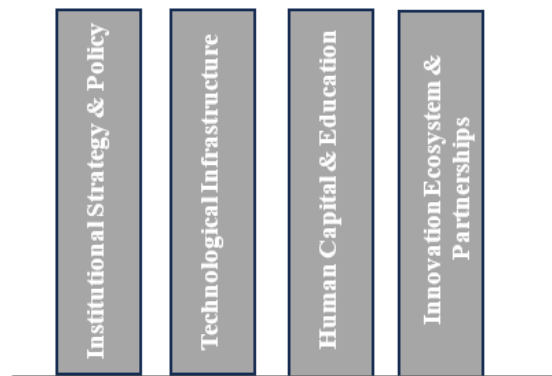 Institutional Strategy & Policy
Technological Infrastructure
Human Capital & Education
Innovation Ecosystem &
Partnerships